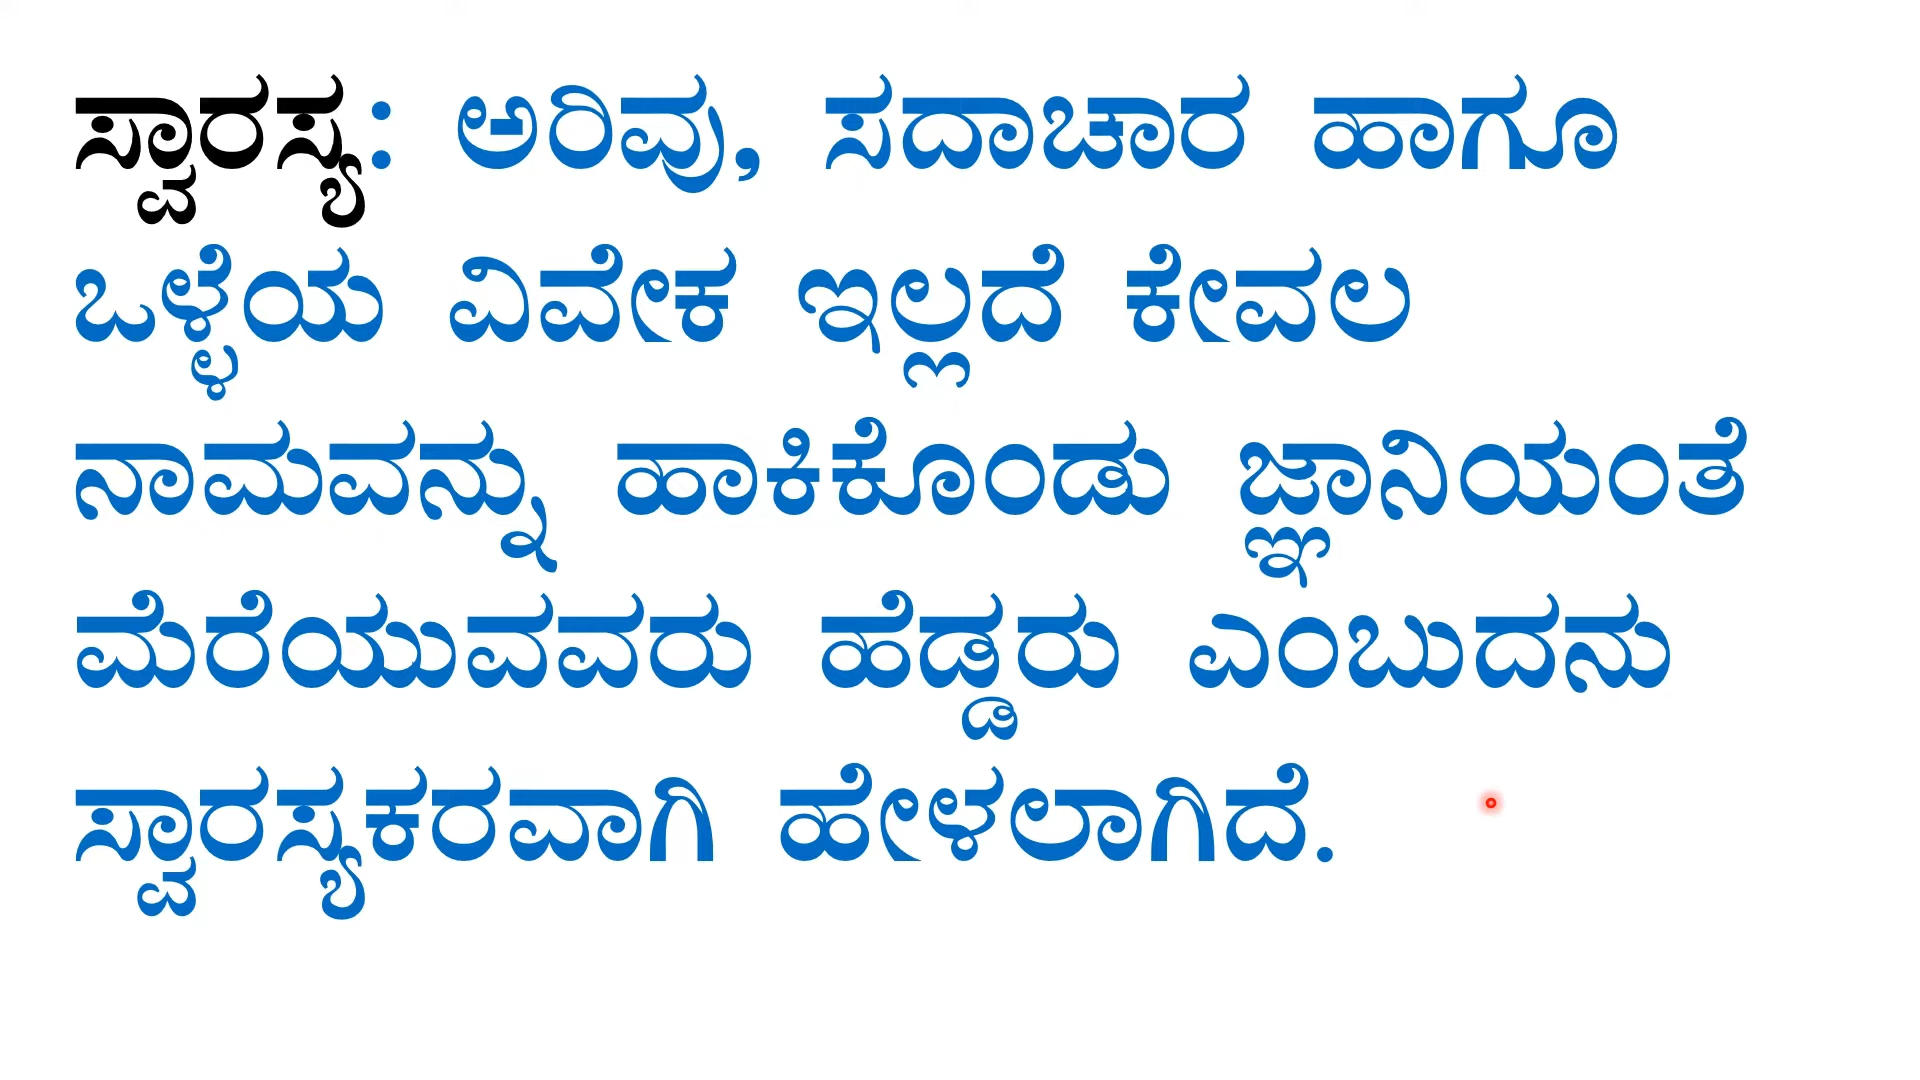 ಸ್ವಾರಸ್ಯ: ಅರಿವು, ಸದಾಚಾರ ಹಾಗೂ
ಒಳ್ಳೆಯ ವಿವೇಕ ಇಲ್ಲದೆ ಕೇವಲ
ನಾಮವನ್ನು ಹಾಕಿಕೊಂಡು ಜ್ಞಾನಿಯಂತೆ
ಮೆರೆಯುವವರು ಹೆಡ್ಡರು ಎಂಬುದನು
ಸ್ವಾರಸ್ಯಕರವಾಗಿ ಹೇಳಲಾಗಿದೆ.